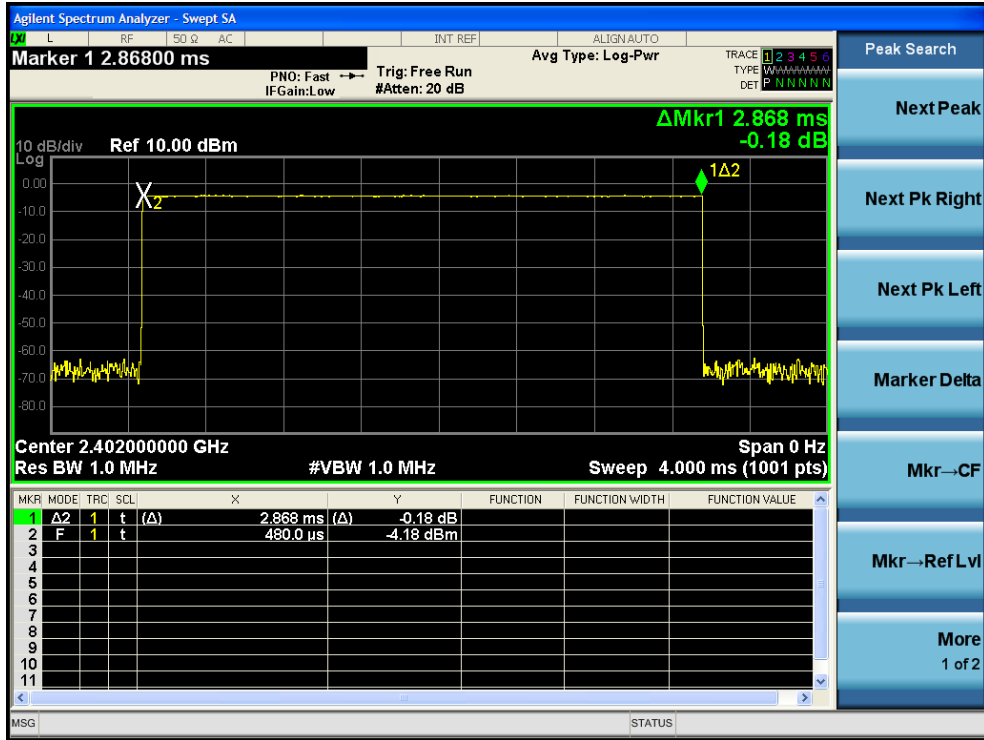 Agilent Spectrum Analyzer - Swept SA
LXI L RF 50 Ω AC INT REF ALIGN AUTO
Marker 1 2.86800 ms
PNO: Fast
IFGain:Low
Trig: Free Run
#Atten: 20 dB
Avg Type: Log-Pwr
TRACE 1 2 3 4 5 6
TYPE WWWWWW
DET P N N N N N
ΔMkr1 2.868 ms
-0.18 dB
10 dB/div Ref 10.00 dBm
Log
0.00
-10.0
-20.0
-30.0
-40.0
-50.0
-60.0
-70.0
-80.0
X2
1Δ2
Center 2.402000000 GHz Span 0 Hz
Res BW 1.0 MHz #VBW 1.0 MHz Sweep 4.000 ms (1001 pts)
MKR MODE TRC SCL X Y FUNCTION FUNCTION WIDTH FUNCTION VALUE
1 Δ2 1 t (Δ) 2.868 ms (Δ) -0.18 dB
2 F 1 t 480.0 µs -4.18 dBm
3
4
5
6
7
8
9
10
11
MSG STATUS
Peak Search
Next Peak
Next Pk Right
Next Pk Left
Marker Delta
Mkr→CF
Mkr→Ref Lvl
More
1 of 2